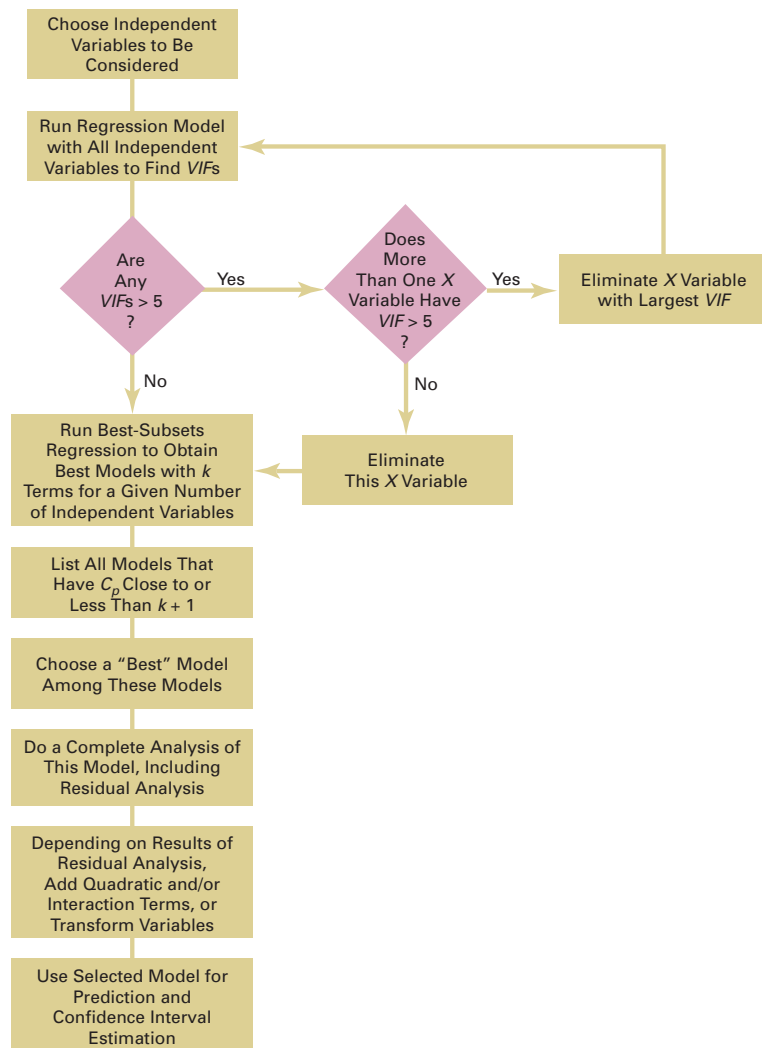 Choose Independent
Variables to Be
Considered
Run Regression Model
with All Independent
Variables to Find VIFs
Are
Any
VIFs > 5
?
Yes
Does
More
Than One X
Variable Have
VIF > 5
?
Yes
Eliminate X Variable
with Largest VIF
No
No
Run Best-Subsets
Regression to Obtain
Best Models with k
Terms for a Given Number
of Independent Variables
Eliminate
This X Variable
List All Models That
Have Cp Close to or
Less Than k + 1
Choose a “Best” Model
Among These Models
Do a Complete Analysis of
This Model, Including
Residual Analysis
Depending on Results of
Residual Analysis,
Add Quadratic and/or
Interaction Terms, or
Transform Variables
Use Selected Model for
Prediction and
Confidence Interval
Estimation